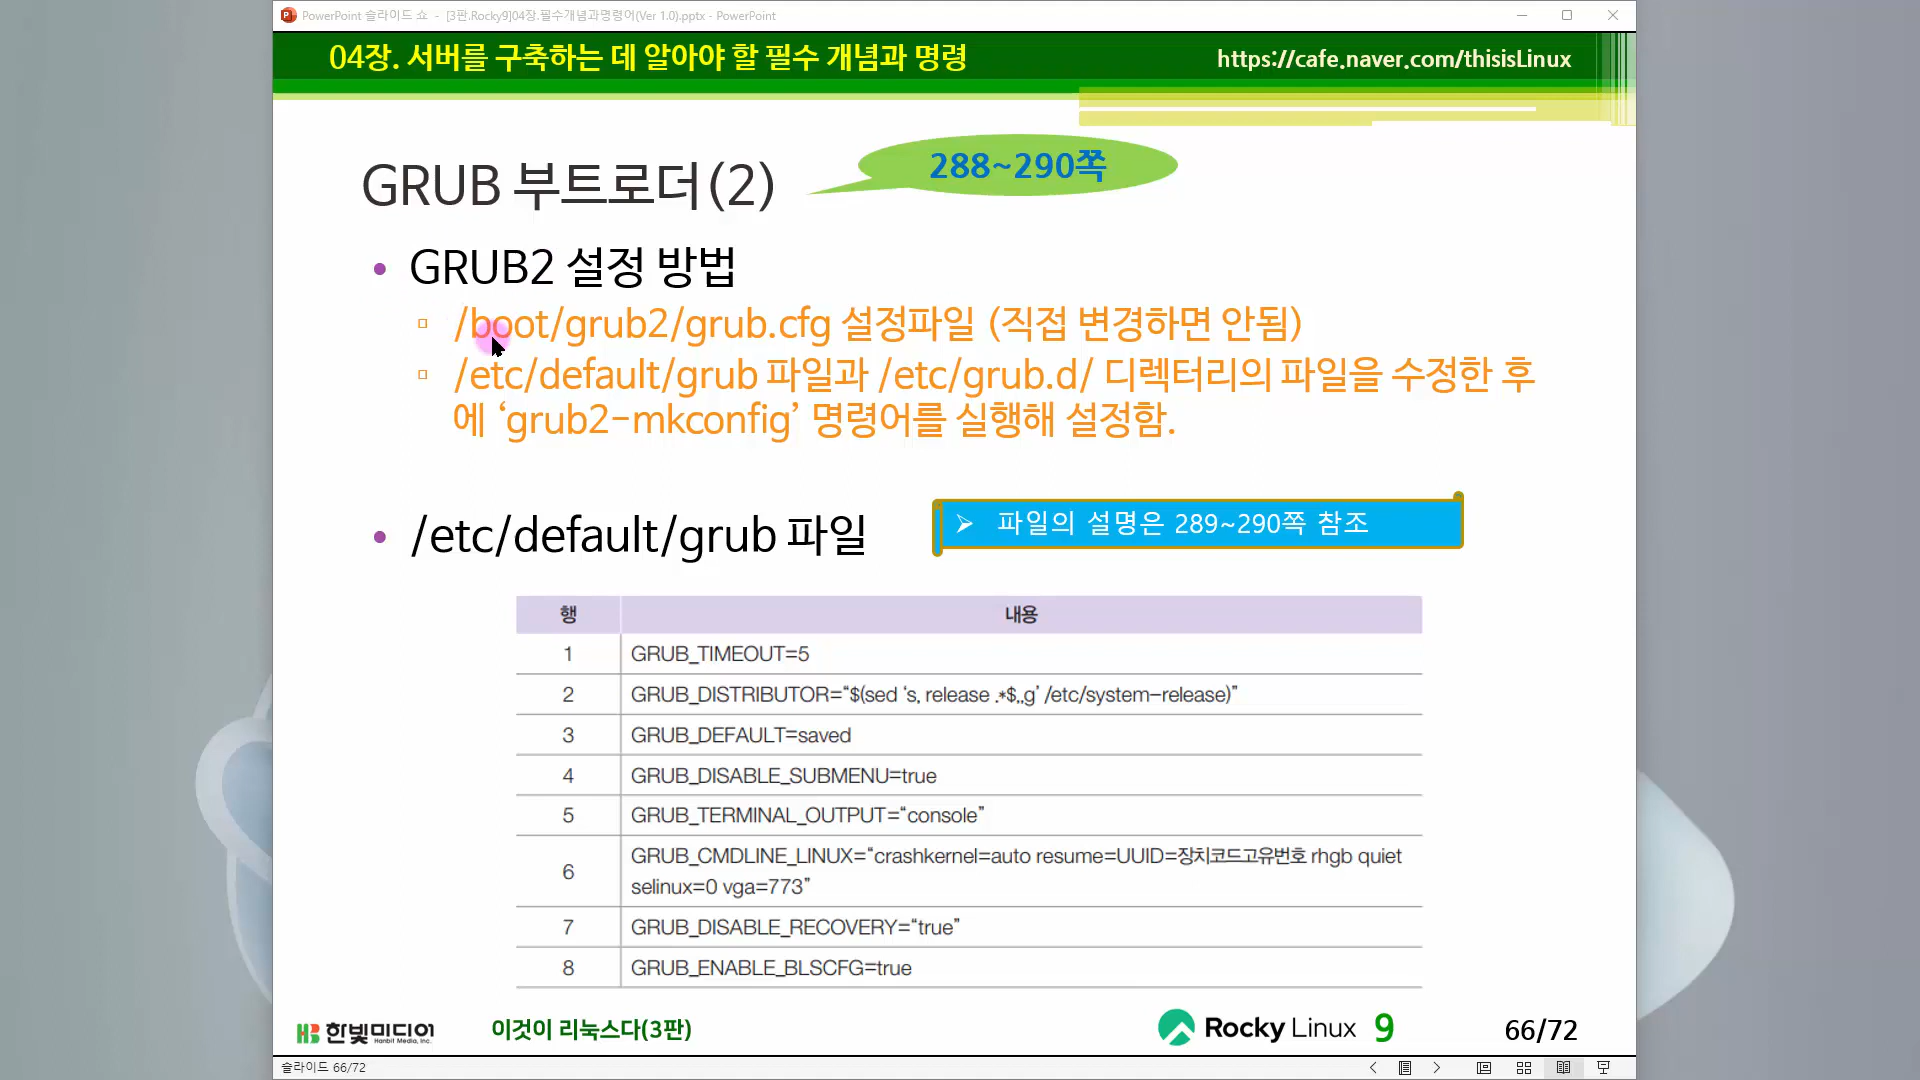 PowerPoint 슬라이드 쇼 - [3판.Rocky9]04장.필수개념과명령어(Ver 1.0).pptx - PowerPoint
04장. 서버를 구축하는 데 알아야 할 필수 개념과 명령
https://cafe.naver.com/thisisLinux
GRUB 부트로더(2)
288~290쪽
• GRUB2 설정 방법
/boot/grub2/grub.cfg 설정파일 (직접 변경하면 안됨)
/etc/default/grub 파일과 /etc/grub.d/ 디렉터리의 파일을 수정한 후
에 ‘grub2-mkconfig’ 명령어를 실행해 설정함.
• /etc/default/grub 파일
➢ 파일의 설명은 289~290쪽 참조
행 내용
1 GRUB_TIMEOUT=5
2 GRUB_DISTRIBUTOR=“$(sed ‘s, release .*$,,g’ /etc/system-release)”
3 GRUB_DEFAULT=saved
4 GRUB_DISABLE_SUBMENU=true
5 GRUB_TERMINAL_OUTPUT=“console”
6 GRUB_CMDLINE_LINUX=“crashkernel=auto resume=UUID=장치코드고유번호 rhgb quiet
selinux=0 vga=773”
7 GRUB_DISABLE_RECOVERY=“true”
8 GRUB_ENABLE_BLSCFG=true
한빛미디어
Hanbit Media, Inc.
이것이 리눅스다(3판)
Rocky Linux 9
66/72
슬라이드 66/72